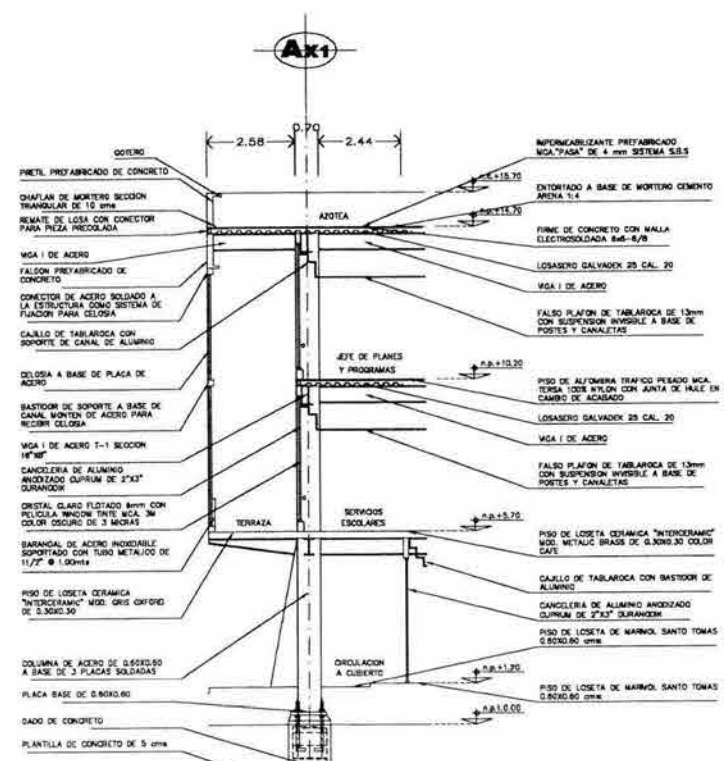 Ax1
0.70
2.58
2.44
GOTERO
PRETIL PREFABRICADO DE CONCRETO
CHAFLAN DE MORTERO SECCION
TRIANGULAR DE 10 cms
REMATE DE LOSA CON CONECTOR
PARA PIEZA PRECOLADA
VIGA I DE ACERO
FALDON PREFABRICADO DE
CONCRETO
CONECTOR DE ACERO SOLDADO A
LA ESTRUCTURA COMO SISTEMA DE
FIJACION PARA CELOSIA
CAJILLO DE TABLAROCA CON
SOPORTE DE CANAL DE ALUMINIO
CELOSIA A BASE DE PLACA DE
ACERO
BASTIDOR DE SOPORTE A BASE DE
CANAL MONTEN DE ACERO PARA
RECIBIR CELOSIA
VIGA I DE ACERO T-1 SECCION
16"X8"
CANCELERIA DE ALUMINIO
ANODIZADO CUPRUM DE 2"X3"
DURANODIK
CRISTAL CLARO FLOTADO 6mm CON
PELICULA WINDOW TINTE MCA. 3M
COLOR OSCURO DE 3 MICRAS
BARANDAL DE ACERO INOXIDABLE
SOPORTADO CON TUBO METALICO DE
11/2" @ 1.00mts
PISO DE LOSETA CERAMICA
"INTERCERAMIC" MOD. GRIS OXFORD
DE 0.30X0.30
COLUMNA DE ACERO DE 0.50X0.50
A BASE DE 3 PLACAS SOLDADAS
PLACA BASE DE 0.60X0.60
DADO DE CONCRETO
PLANTILLA DE CONCRETO DE 5 cms
AZOTEA
JEFE DE PLANES
Y PROGRAMAS
TERRAZA
SERVICIOS
ESCOLARES
CIRCULACION
A CUBIERTO
IMPERMEABILIZANTE PREFABRICADO
MCA."PASA" DE 4 mm SISTEMA S.B.S
+15.70
ENTORTADO A BASE DE MORTERO CEMENTO
ARENA 1:4
+14.70
FIRME DE CONCRETO CON MALLA
ELECTROSOLDADA 6x6-6/6
LOSASERO GALVADEK 25 CAL. 20
VIGA I DE ACERO
FALSO PLAFON DE TABLAROCA DE 13mm
CON SUSPENSION INVISIBLE A BASE DE
POSTES Y CANALETAS
n.p.+10.20
PISO DE ALFOMBRA TRAFICO PESADO MCA.
TERSA 100% NYLON CON JUNTA DE HULE EN
CAMBIO DE ACABADO
LOSASERO GALVADEK 25 CAL. 20
VIGA I DE ACERO
FALSO PLAFON DE TABLAROCA DE 13mm
CON SUSPENSION INVISIBLE A BASE DE
POSTES Y CANALETAS
n.p.+5.70
PISO DE LOSETA CERAMICA "INTERCERAMIC"
MOD. METALIC BRASS DE 0.30X0.30 COLOR
CAFE
CAJILLO DE TABLAROCA CON BASTIDOR DE
ALUMINIO
CANCELERIA DE ALUMINIO ANODIZADO
CUPRUM DE 2"X3" DURANODIK
PISO DE LOSETA DE MARMOL SANTO TOMAS
0.60X0.60 cms
n.p.+1.20
PISO DE LOSETA DE MARMOL SANTO TOMAS
0.60X0.60 cms